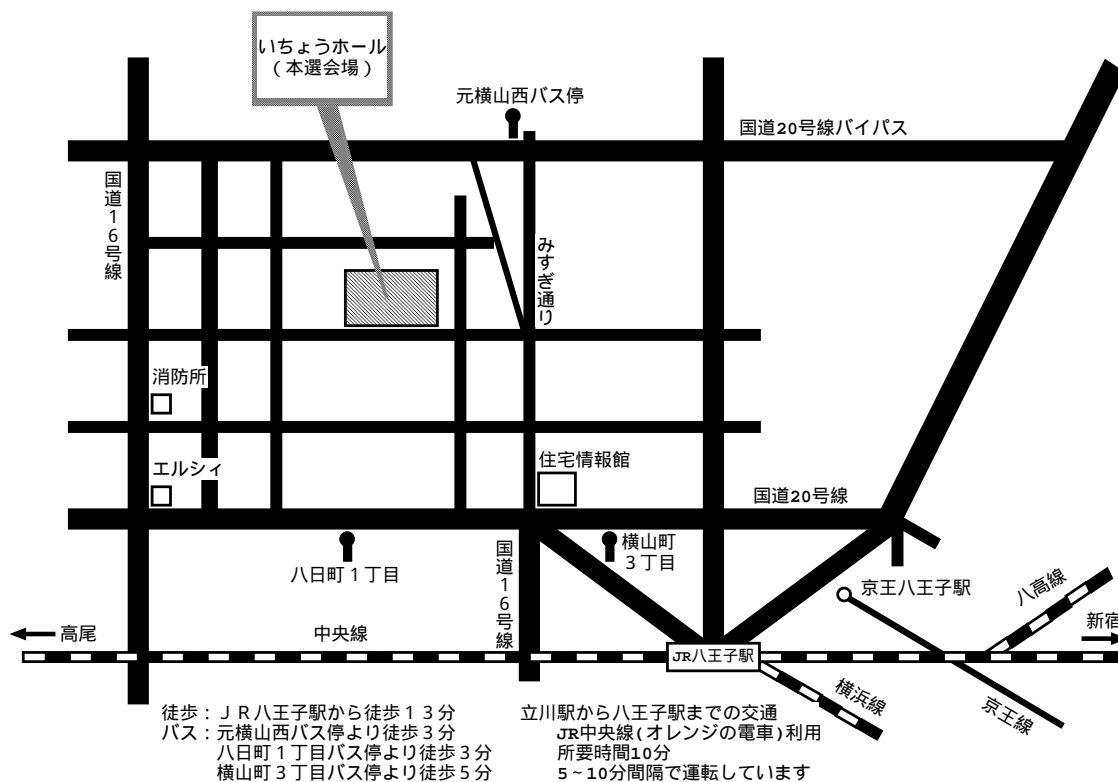 いちょうホール
（本選会場）
元横山西バス停
国道20号線バイパス
国道16号線
みずき通り
消防所
エルシィ
住宅情報館
国道20号線
八日町１丁目
国道16号線
横山町
３丁目
京王八王子駅
八高線
新宿
高尾
中央線
JR八王子駅
横浜線
京王線
徒歩：ＪＲ八王子駅から徒歩１３分
バス：元横山西バス停より徒歩３分
八日町１丁目バス停より徒歩３分
横山町３丁目バス停より徒歩５分
立川駅から八王子駅までの交通
JR中央線(オレンジの電車)利用
所要時間10分
5~10分間隔で運転しています